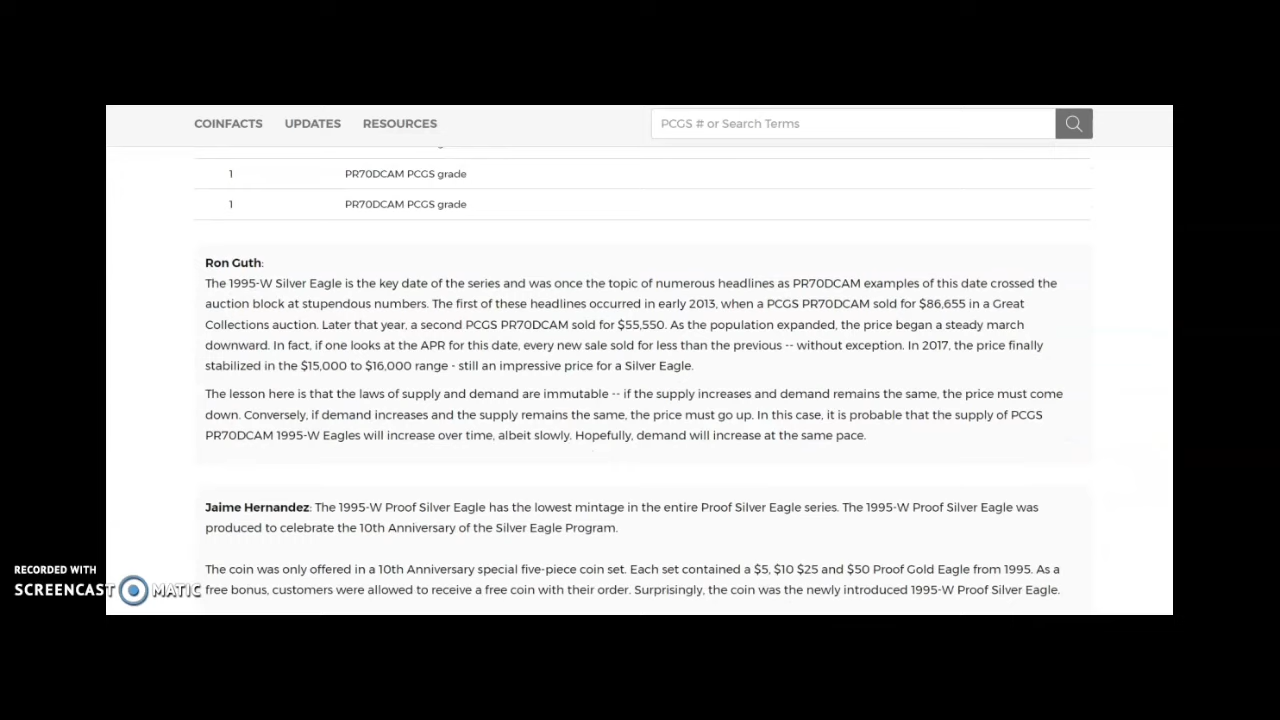 COINFACTS UPDATES RESOURCES PCGS # or Search Terms
1 PR70DCAM PCGS grade
1 PR70DCAM PCGS grade
Ron Guth:
The 1995-W Silver Eagle is the key date of the series and was once the topic of numerous headlines as PR70DCAM examples of this date crossed the
auction block at stupendous numbers. The first of these headlines occurred in early 2013, when a PCGS PR70DCAM sold for $86,655 in a Great
Collections auction. Later that year, a second PCGS PR70DCAM sold for $55,550. As the population expanded, the price began a steady march
downward. In fact, if one looks at the APR for this date, every new sale sold for less than the previous -- without exception. In 2017, the price finally
stabilized in the $15,000 to $16,000 range - still an impressive price for a Silver Eagle.
The lesson here is that the laws of supply and demand are immutable -- if the supply increases and demand remains the same, the price must come
down. Conversely, if demand increases and the supply remains the same, the price must go up. In this case, it is probable that the supply of PCGS
PR70DCAM 1995-W Eagles will increase over time, albeit slowly. Hopefully, demand will increase at the same pace.
Jaime Hernandez: The 1995-W Proof Silver Eagle has the lowest mintage in the entire Proof Silver Eagle series. The 1995-W Proof Silver Eagle was
produced to celebrate the 10th Anniversary of the Silver Eagle Program.
The coin was only offered in a 10th Anniversary special five-piece coin set. Each set contained a $5, $10 $25 and $50 Proof Gold Eagle from 1995. As a
free bonus, customers were allowed to receive a free coin with their order. Surprisingly, the coin was the newly introduced 1995-W Proof Silver Eagle.
RECORDED WITH
SCREENCAST MATIC